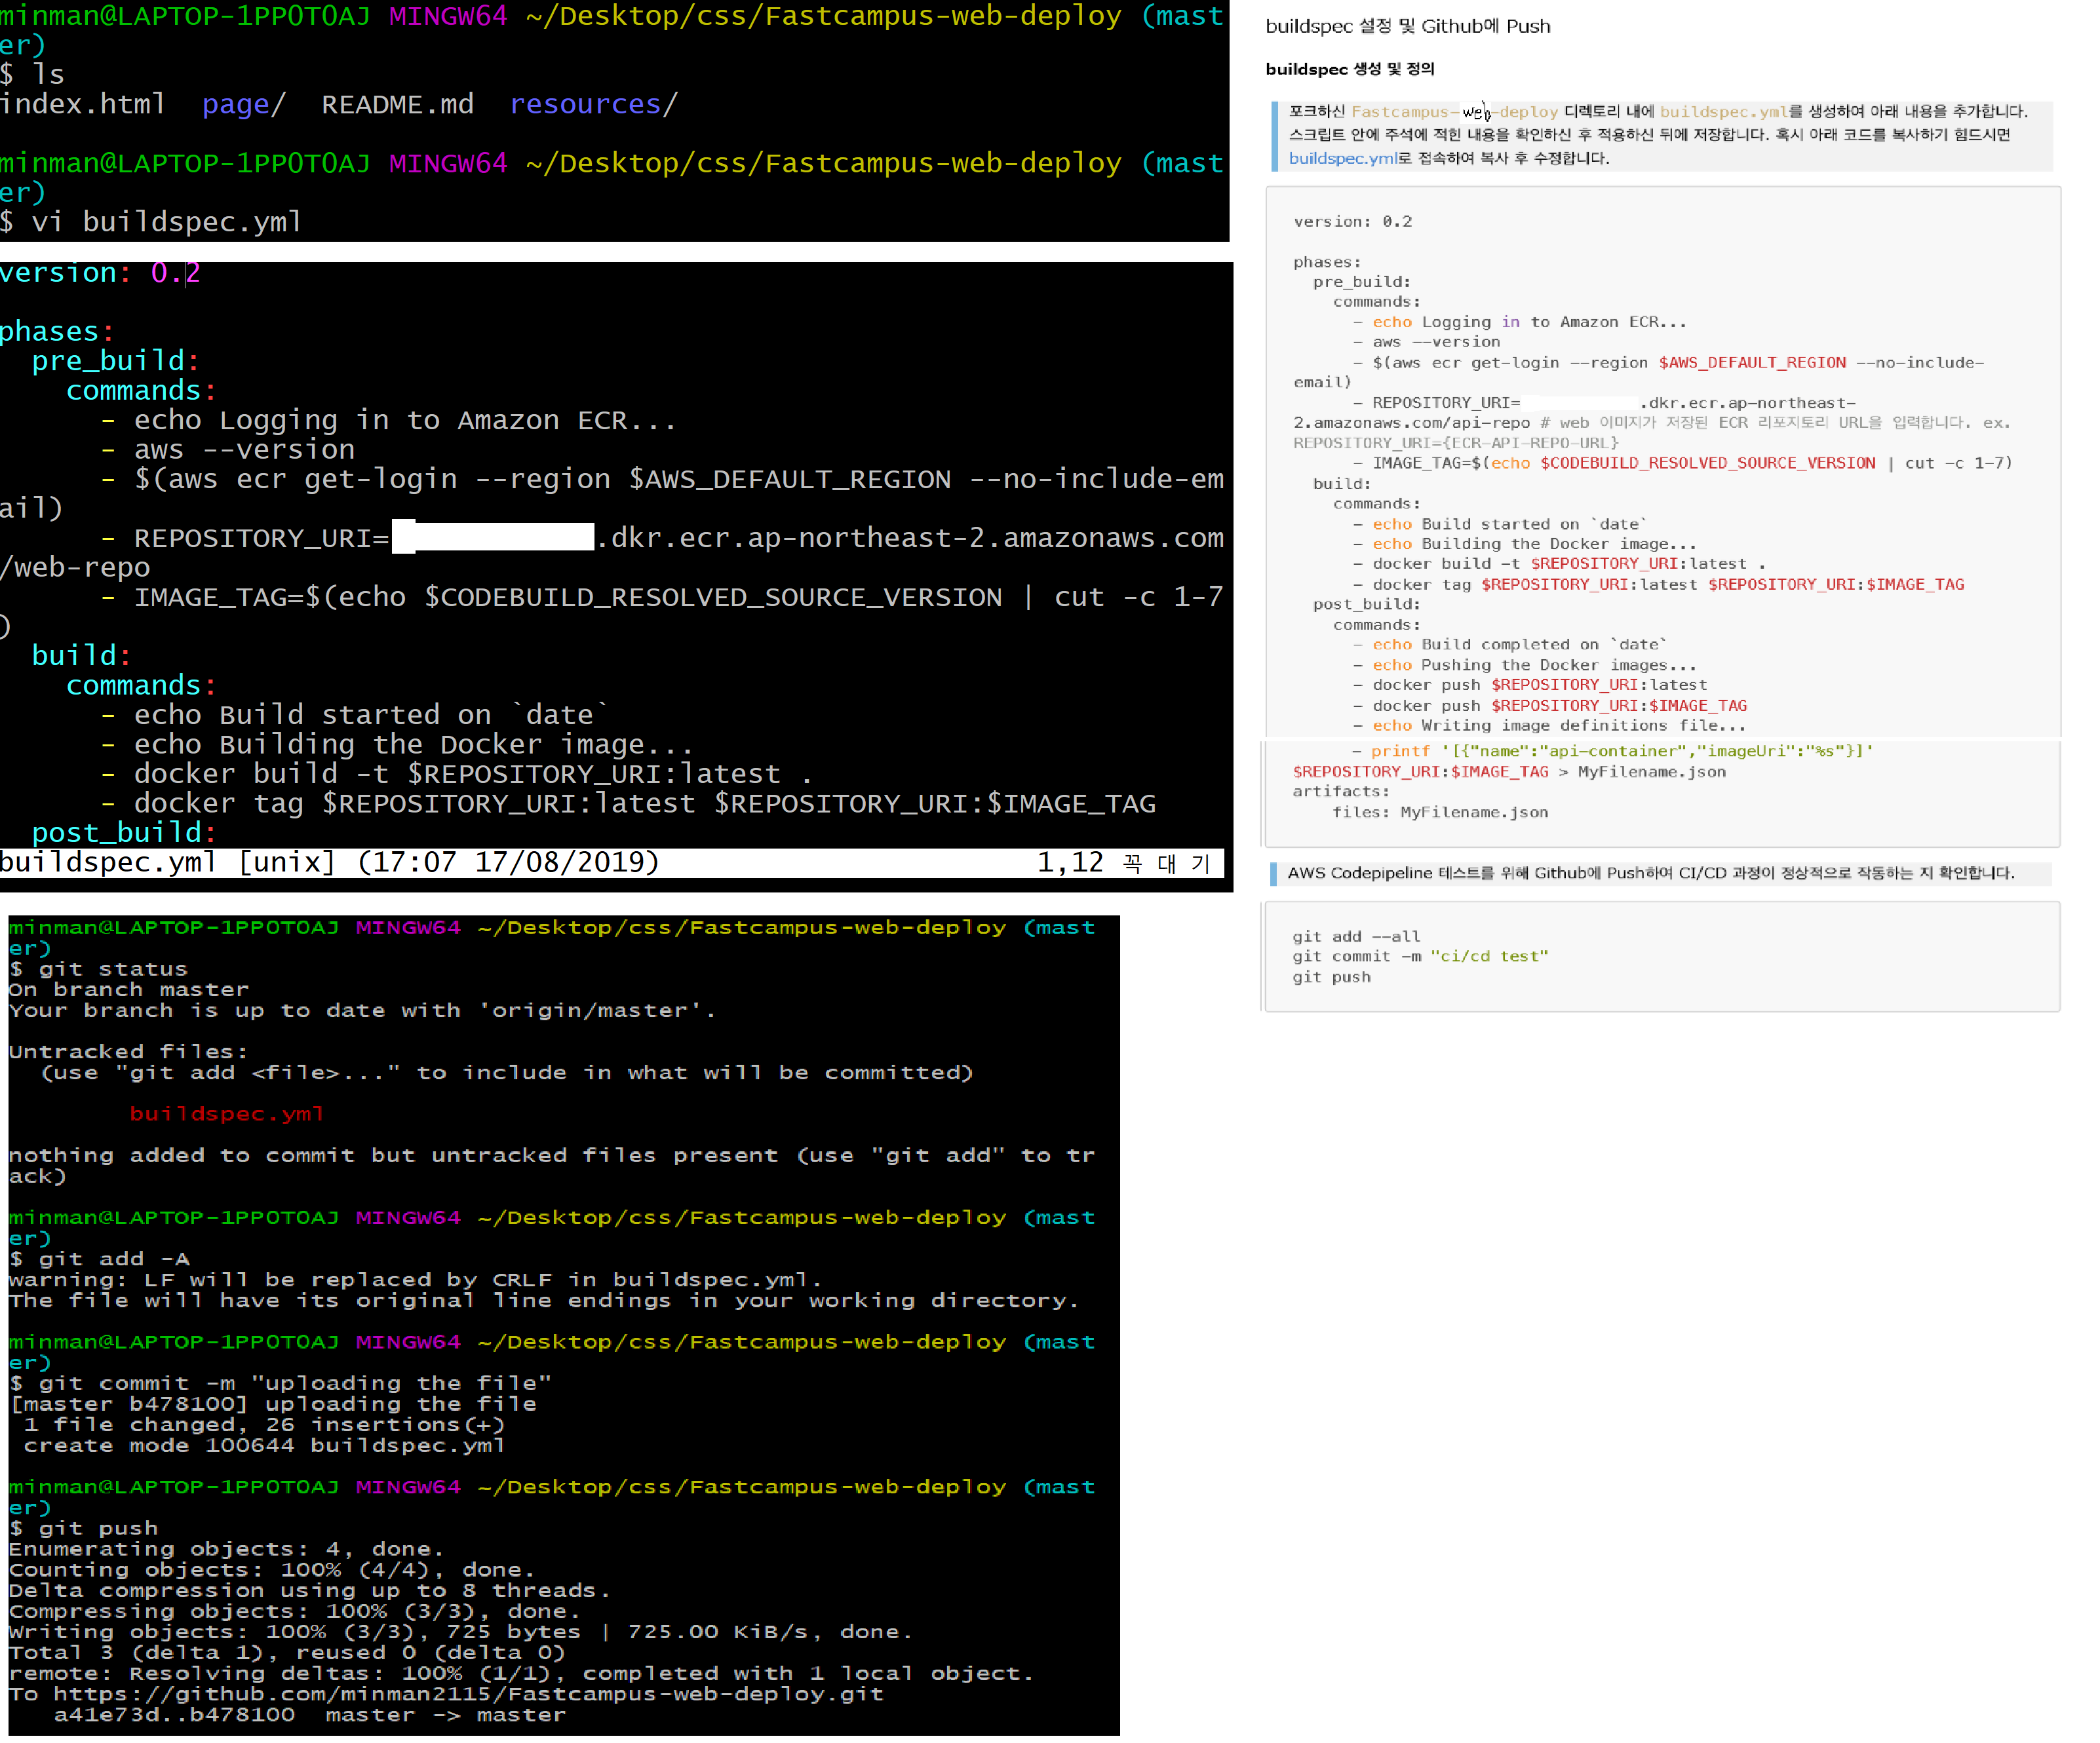 minman@LAPTOP-1PP0T0AJ MINGW64 ~/Desktop/css/Fastcampus-web-deploy (mast
er)
$ ls
index.html  page/  README.md  resources/
minman@LAPTOP-1PP0T0AJ MINGW64 ~/Desktop/css/Fastcampus-web-deploy (mast
er)
$ vi buildspec.yml
version: 0.2
phases:
  pre_build:
    commands:
      - echo Logging in to Amazon ECR...
      - aws --version
      - $(aws ecr get-login --region $AWS_DEFAULT_REGION --no-include-em
ail)
      - REPOSITORY_URI=.dkr.ecr.ap-northeast-2.amazonaws.com
/web-repo
      - IMAGE_TAG=$(echo $CODEBUILD_RESOLVED_SOURCE_VERSION | cut -c 1-7
)
  build:
    commands:
      - echo Build started on `date`
      - echo Building the Docker image...
      - docker build -t $REPOSITORY_URI:latest .
      - docker tag $REPOSITORY_URI:latest $REPOSITORY_URI:$IMAGE_TAG
  post_build:
buildspec.yml [unix] (17:07 17/08/2019) 1,12 꼭대기
minman@LAPTOP-1PP0T0AJ MINGW64 ~/Desktop/css/Fastcampus-web-deploy (mast
er)
$ git status
On branch master
Your branch is up to date with 'origin/master'.
Untracked files:
  (use "git add <file>..." to include in what will be committed)
        buildspec.yml
nothing added to commit but untracked files present (use "git add" to tr
ack)
minman@LAPTOP-1PP0T0AJ MINGW64 ~/Desktop/css/Fastcampus-web-deploy (mast
er)
$ git add -A
warning: LF will be replaced by CRLF in buildspec.yml.
The file will have its original line endings in your working directory.
minman@LAPTOP-1PP0T0AJ MINGW64 ~/Desktop/css/Fastcampus-web-deploy (mast
er)
$ git commit -m "uploading the file"
[master b478100] uploading the file
 1 file changed, 26 insertions(+)
 create mode 100644 buildspec.yml
minman@LAPTOP-1PP0T0AJ MINGW64 ~/Desktop/css/Fastcampus-web-deploy (mast
er)
$ git push
Enumerating objects: 4, done.
Counting objects: 100% (4/4), done.
Delta compression using up to 8 threads.
Compressing objects: 100% (3/3), done.
Writing objects: 100% (3/3), 725 bytes | 725.00 KiB/s, done.
Total 3 (delta 1), reused 0 (delta 0)
remote: Resolving deltas: 100% (1/1), completed with 1 local object.
To https://github.com/minman2115/Fastcampus-web-deploy.git
   a41e73d..b478100  master -> master
buildspec 설정 및 Github에 Push
buildspec 생성 및 정의
포크하신 Fastcampus-web-deploy 디렉토리 내에 buildspec.yml를 생성하여 아래 내용을 추가합니다.
스크립트 안에 주석에 적힌 내용을 확인하신 후 적용하신 뒤에 저장합니다. 혹시 아래 코드를 복사하기 힘드시면
buildspec.yml로 접속하여 복사 후 수정합니다.
version: 0.2
phases:
  pre_build:
    commands:
      - echo Logging in to Amazon ECR...
      - aws --version
      - $(aws ecr get-login --region $AWS_DEFAULT_REGION --no-include-
email)
      - REPOSITORY_URI= .dkr.ecr.ap-northeast-
2.amazonaws.com/api-repo # web 이미지가 저장된 ECR 리포지토리 URL을 입력합니다. ex.
REPOSITORY_URI={ECR-API-REPO-URL}
      - IMAGE_TAG=$(echo $CODEBUILD_RESOLVED_SOURCE_VERSION | cut -c 1-7)
  build:
    commands:
      - echo Build started on `date`
      - echo Building the Docker image...
      - docker build -t $REPOSITORY_URI:latest .
      - docker tag $REPOSITORY_URI:latest $REPOSITORY_URI:$IMAGE_TAG
  post_build:
    commands:
      - echo Build completed on `date`
      - echo Pushing the Docker images...
      - docker push $REPOSITORY_URI:latest
      - docker push $REPOSITORY_URI:$IMAGE_TAG
      - echo Writing image definitions file...
      - printf '[{"name":"api-container","imageUri":"%s"}]'
$REPOSITORY_URI:$IMAGE_TAG > MyFilename.json
artifacts:
    files: MyFilename.json
AWS Codepipeline 테스트를 위해 Github에 Push하여 CI/CD 과정이 정상적으로 작동하는 지 확인합니다.
git add --all
git commit -m "ci/cd test"
git push